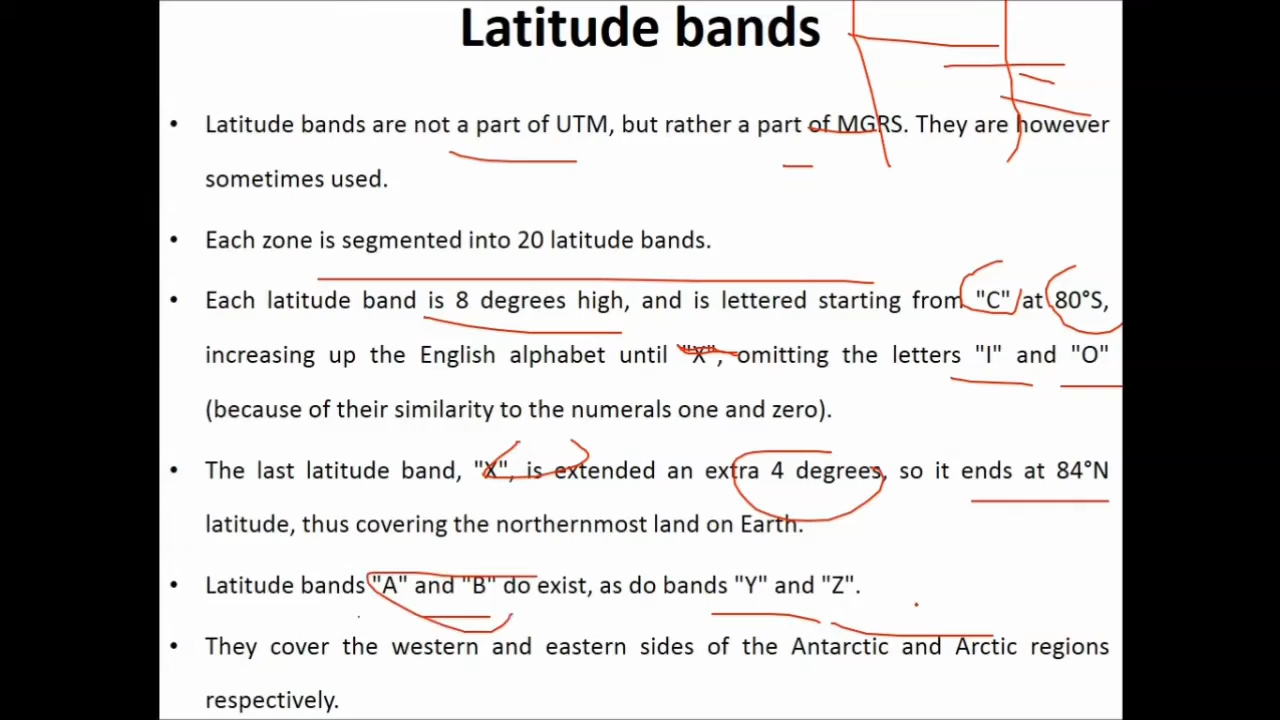 Latitude bands
• Latitude bands are not a part of UTM, but rather a part of MGRS. They are however
sometimes used.
• Each zone is segmented into 20 latitude bands.
• Each latitude band is 8 degrees high, and is lettered starting from "C" at 80°S,
increasing up the English alphabet until "X", omitting the letters "I" and "O"
(because of their similarity to the numerals one and zero).
• The last latitude band, "X", is extended an extra 4 degrees, so it ends at 84°N
latitude, thus covering the northernmost land on Earth.
• Latitude bands "A" and "B" do exist, as do bands "Y" and "Z".
• They cover the western and eastern sides of the Antarctic and Arctic regions
respectively.